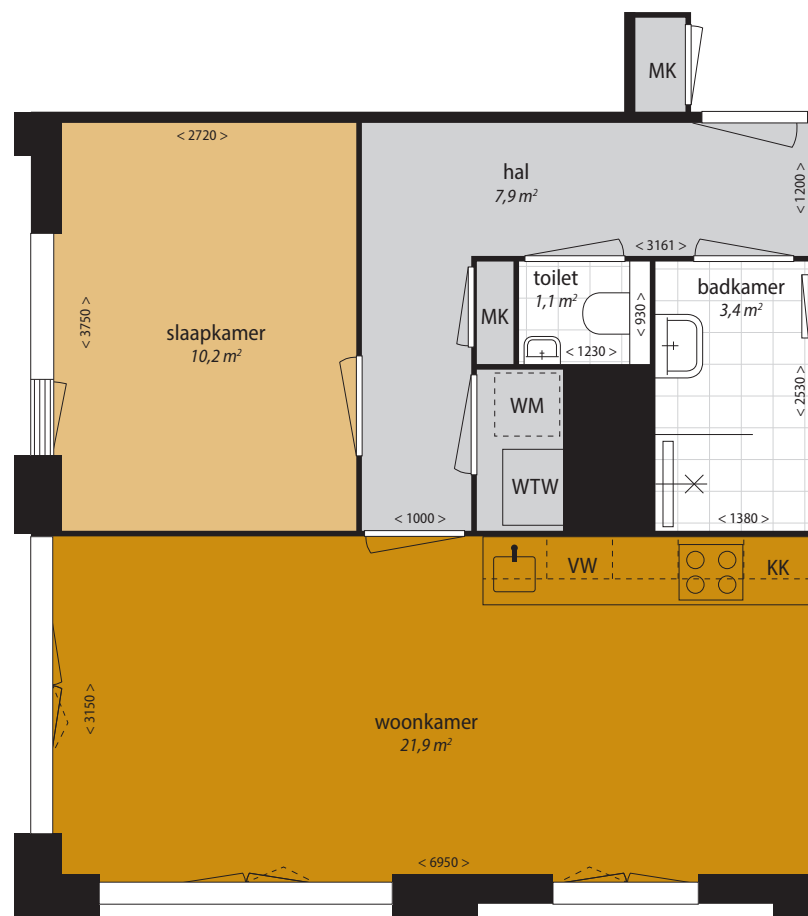 MK
< 2720 >
hal
7,9 m²
< 1200 >
< 3161 >
toilet
1,1 m²
badkamer
3,4 m²
< 3750 >
slaapkamer
10,2 m²
MK
< 930 >
< 1230 >
< 2530 >
WM
WTW
< 1000 >
< 1380 >
VW
KK
< 3150 >
woonkamer
21,9 m²
< 6950 >